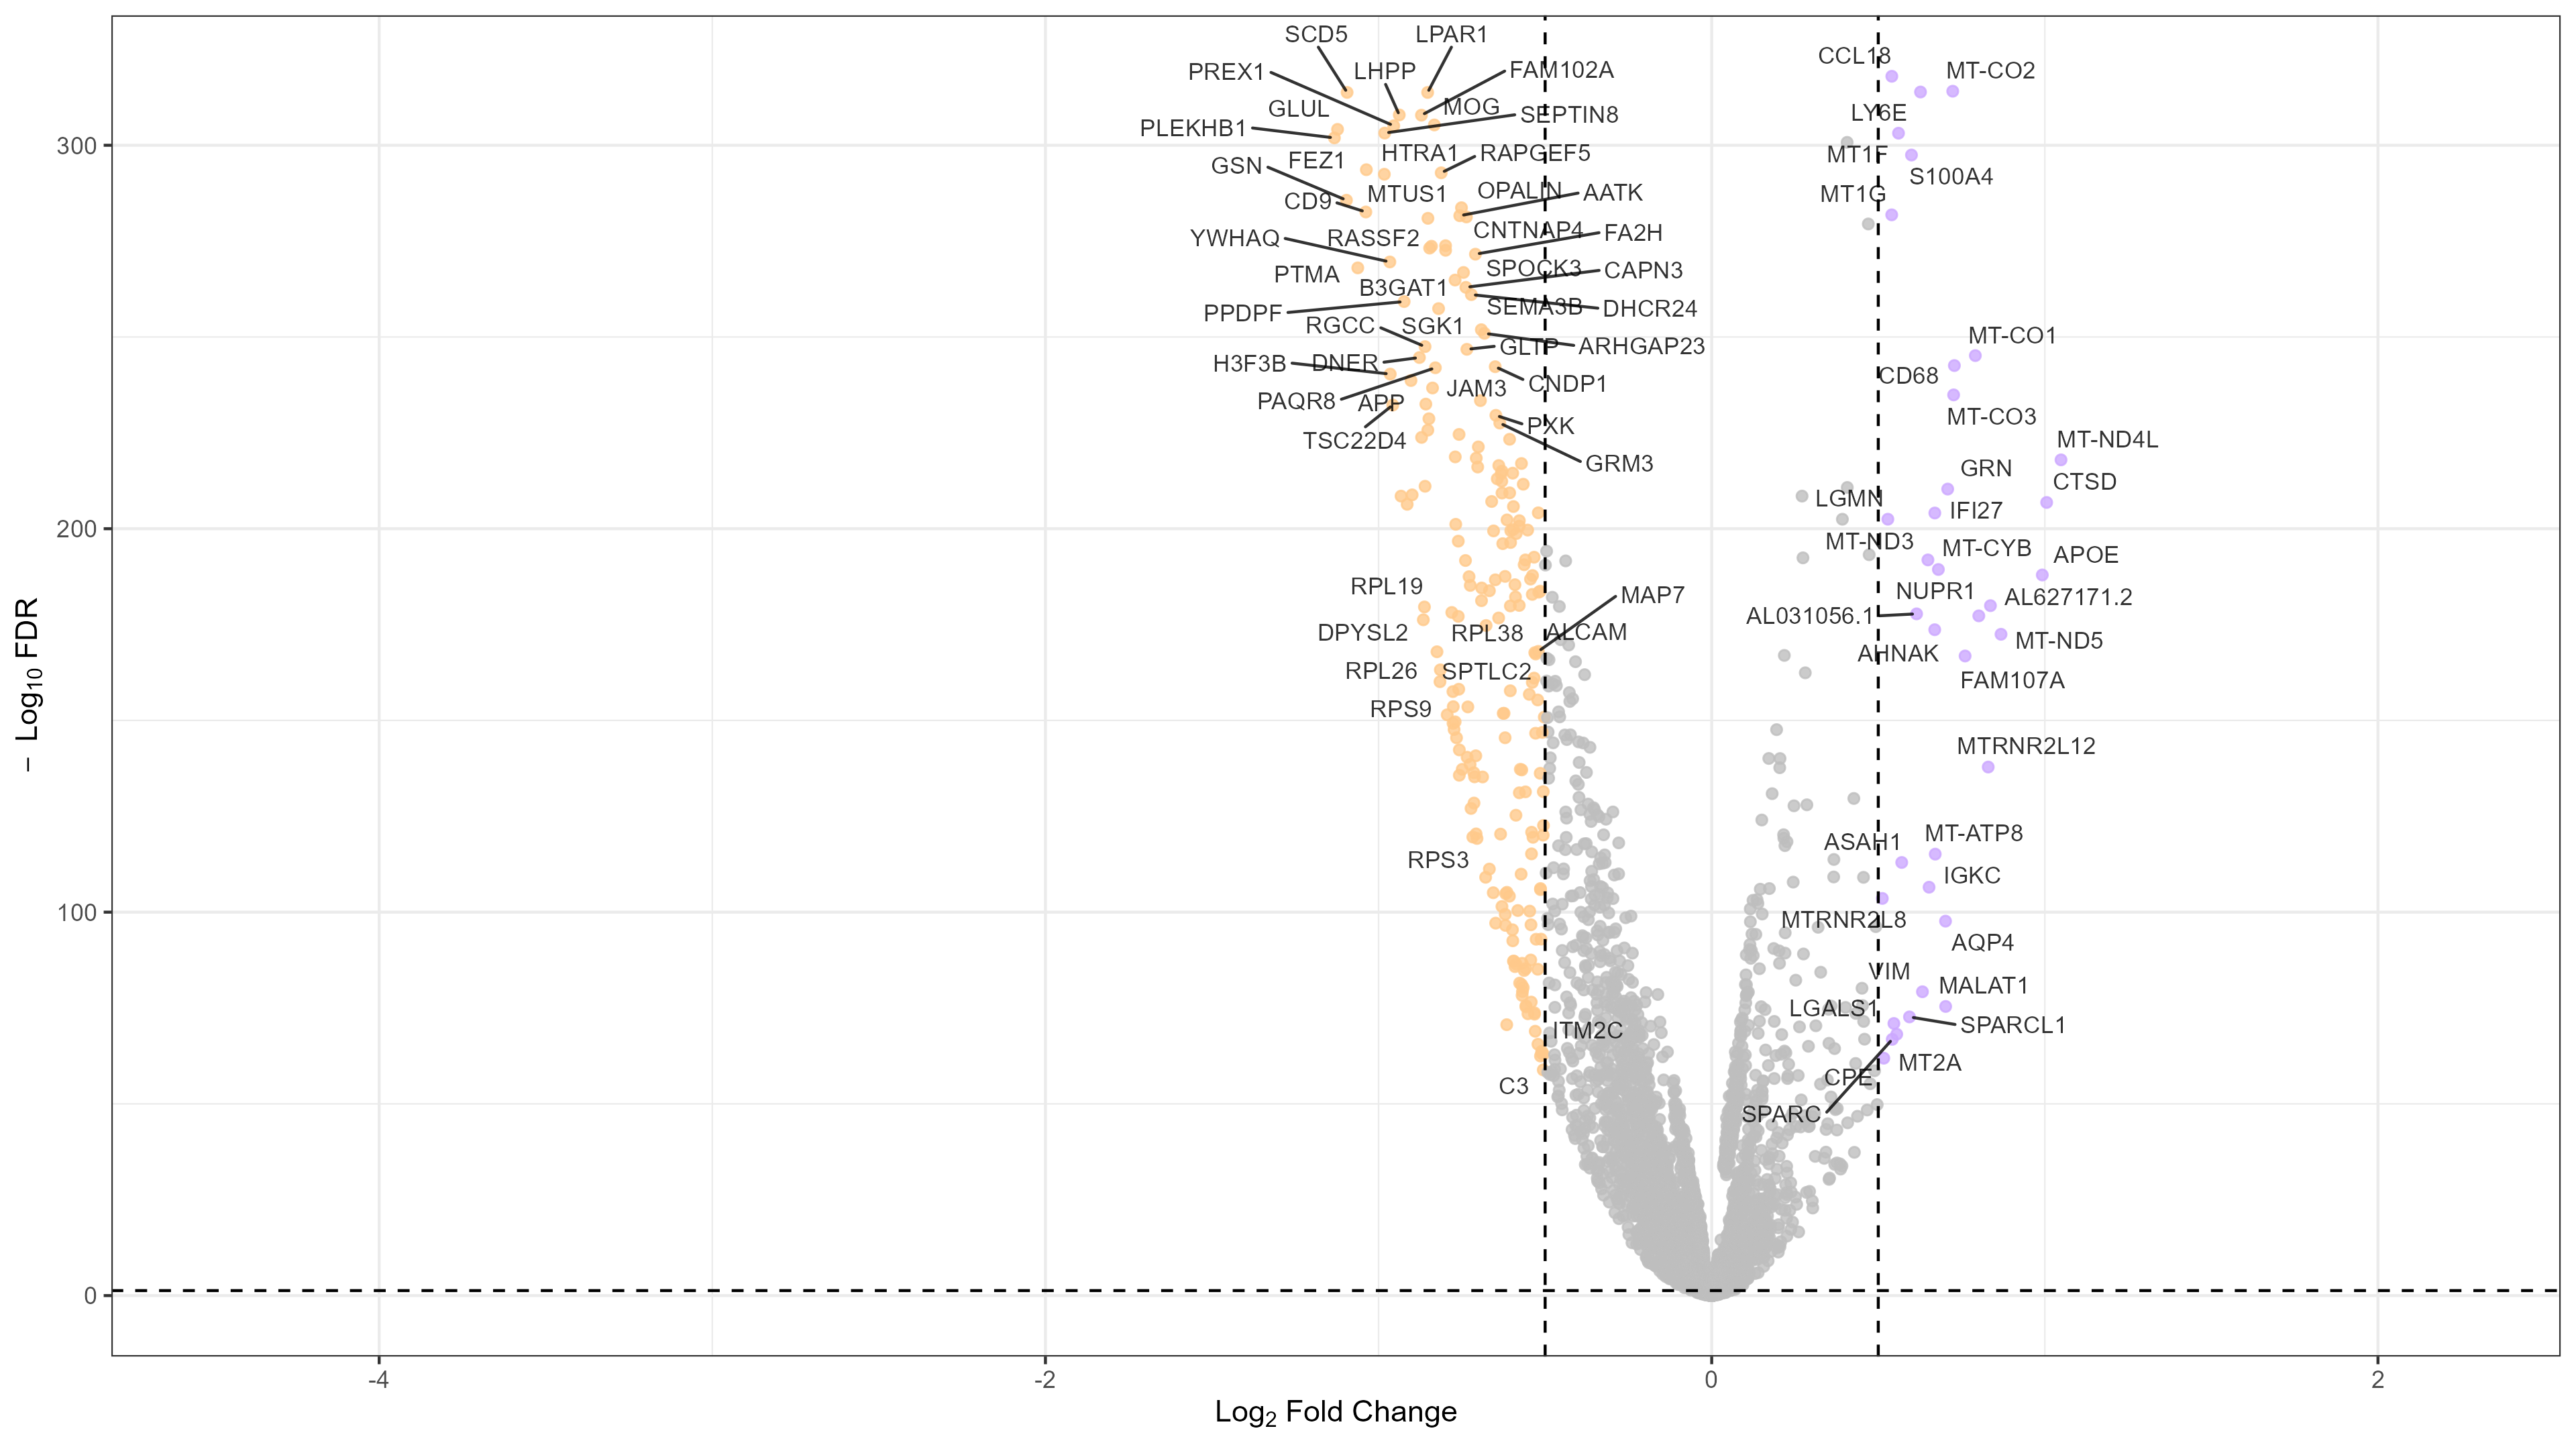 SCD5
LPAR1
CCL18
PREX1
LHPP
FAM102A
MT-CO2
GLUL
MOG
LY6E
PLEKHB1
SEPTIN8
300
FEZ1
HTRA1
RAPGEF5
MT1F
GSN
S100A4
CD9
MTUS1
OPALIN
AATK
MT1G
YWHAQ
RASSF2
CNTNAP4
FA2H
PTMA
SPOCK3
CAPN3
B3GAT1
PPDPF
SEMA3B
DHCR24
RGCC
SGK1
MT-CO1
H3F3B
DNER
GLTP
ARHGAP23
CD68
PAQR8
APP
JAM3
CNDP1
MT-CO3
TSC22D4
PXK
MT-ND4L
GRM3
GRN
CTSD
LGMN
IFI27
200
MT-ND3
MT-CYB
APOE
RPL19
MAP7
NUPR1
AL627171.2
AL031056.1
DPYSL2
RPL38
ALCAM
MT-ND5
RPL26
SPTLC2
AHNAK
FAM107A
RPS9
MTRNR2L12
RPS3
ASAH1
MT-ATP8
IGKC
100
MTRNR2L8
AQP4
VIM
MALAT1
LGALS1
ITM2C
SPARCL1
C3
CPE
MT2A
SPARC
0
-4
-2
0
2
Log2 Fold Change
− Log10 FDR